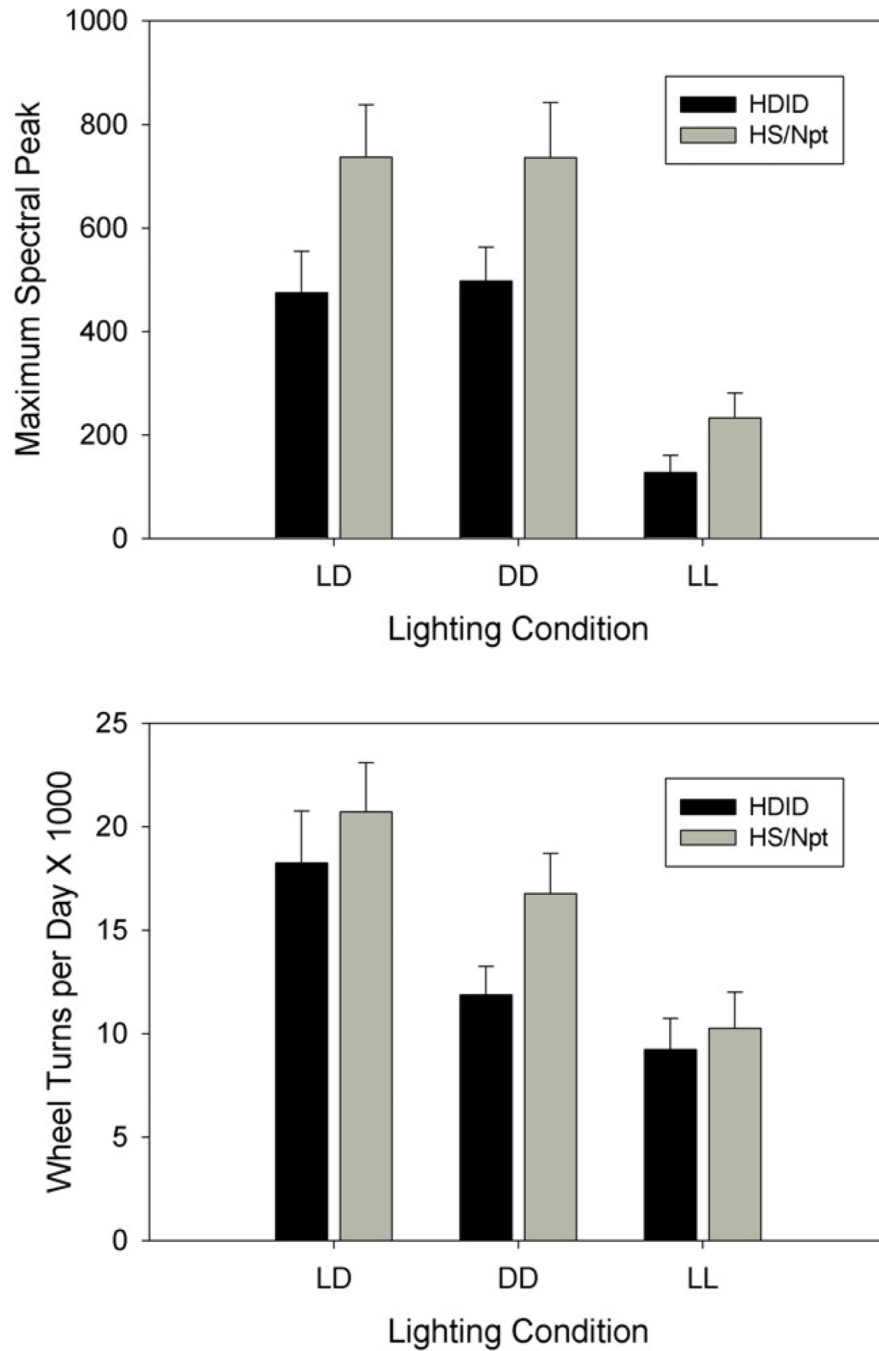 Maximum Spectral Peak
1000
800
600
400
200
0
HDID
HS/Npt
LD
DD
LL
Lighting Condition
Wheel Turns per Day X 1000
25
20
15
10
5
0
HDID
HS/Npt
LD
DD
LL
Lighting Condition